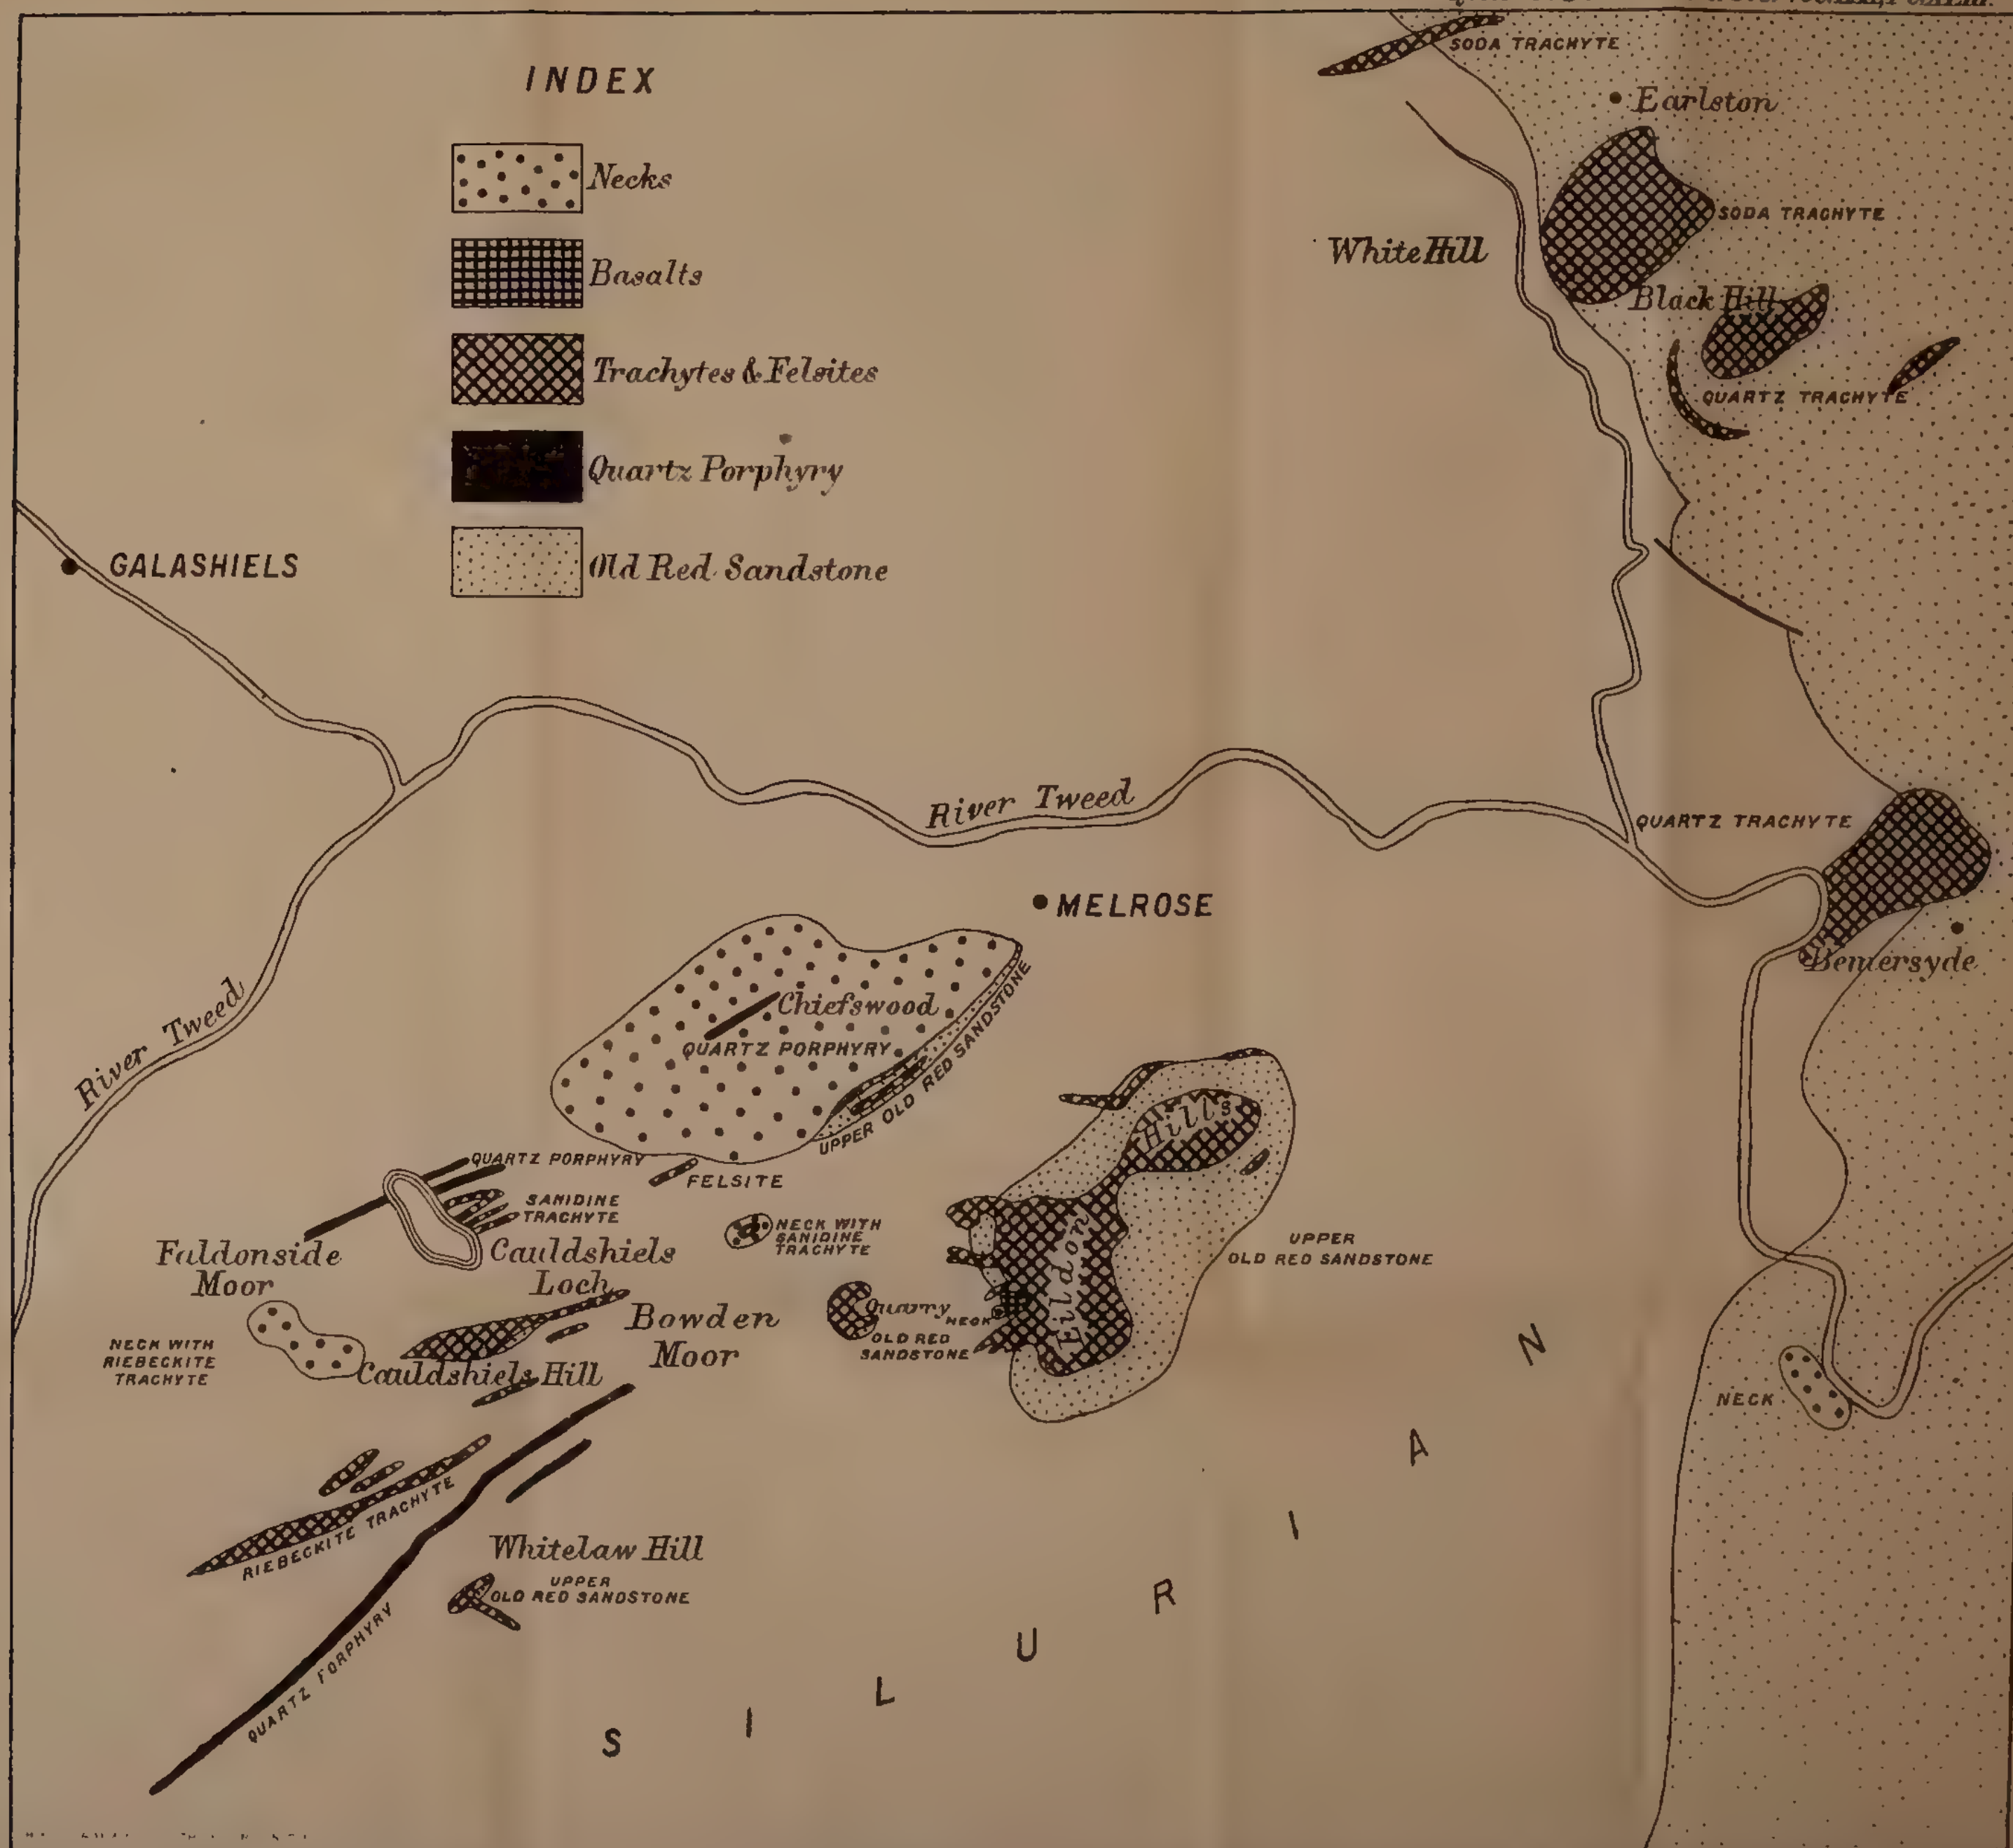 INDEX
Necks
Basalts
Trachytes & Felsites
Quartz Porphyry
Old Red Sandstone
SODA TRACHYTE
Earlston
SODA TRACHYTE
White Hill
Black Hill
QUARTZ TRACHYTE
GALASHIELS
River Tweed
QUARTZ TRACHYTE
MELROSE
Bemersyde
River Tweed
Chiefswood
QUARTZ PORPHYRY
UPPER OLD RED SANDSTONE
QUARTZ PORPHYRY
FELSITE
SANIDINE
TRACHYTE
Hills
Eildon
NECK WITH
SANIDINE
TRACHYTE
UPPER
OLD RED SANDSTONE
Faldonside
Moor
Cauldshiels
Loch
Bowden
Moor
Quarry
NECK
OLD RED
SANDSTONE
NECK WITH
RIEBECKITE
TRACHYTE
Cauldshiels Hill
NECK
RIEBECKITE TRACHYTE
Whitelaw Hill
UPPER
OLD RED SANDSTONE
QUARTZ PORPHYRY
SILURIAN